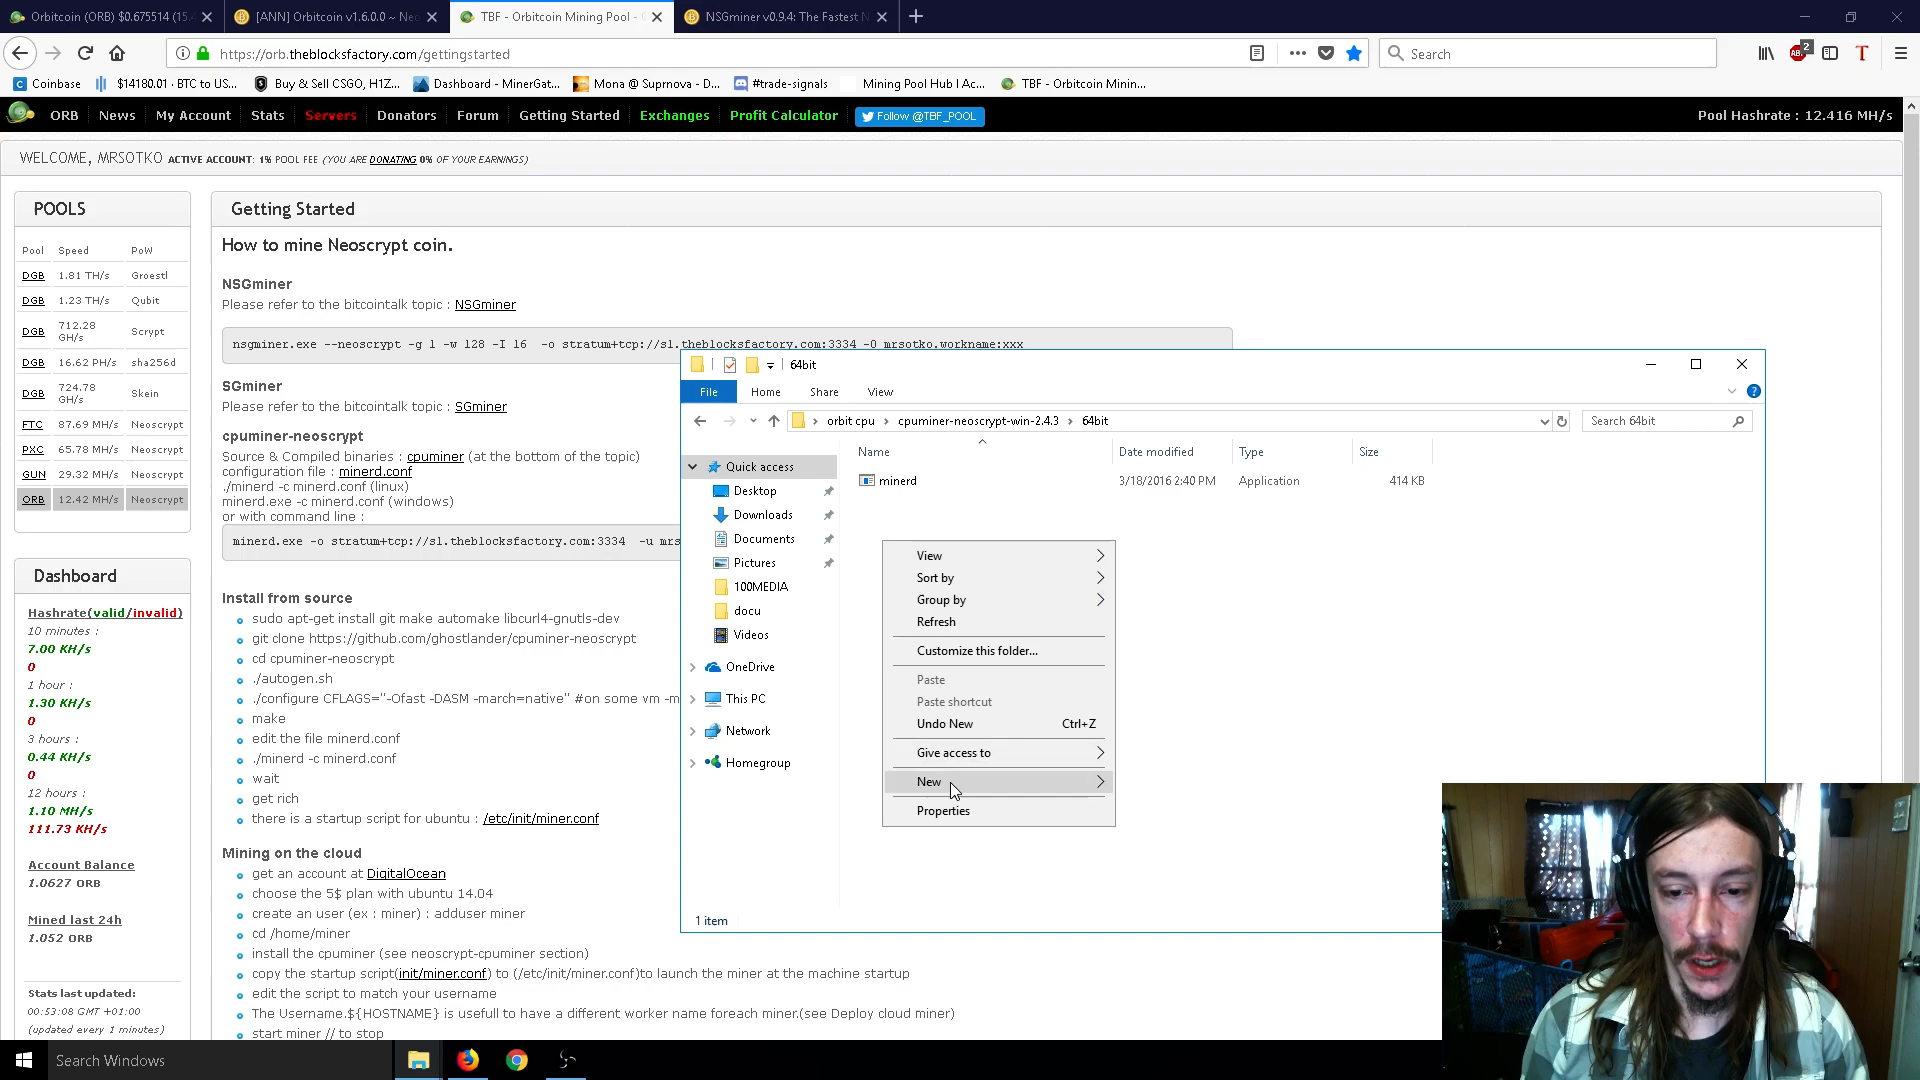 Orbitcoin (ORB) $0.675514 (15.
[ANN] Orbitcoin v1.6.0.0 ~ Neo
TBF - Orbitcoin Mining Pool -
NSGminer v0.9.4: The Fastest N
https://orb.theblocksfactory.com/gettingstarted
Search
2
Coinbase
$14180.01 · BTC to US...
Buy & Sell CSGO, H1Z...
Dashboard - MinerGat...
Mona @ Suprnova - D...
#trade-signals
Mining Pool Hub | Ac...
TBF - Orbitcoin Minin...
ORB News My Account Stats Servers Donators Forum Getting Started Exchanges Profit Calculator
Follow @TBF_POOL
Pool Hashrate : 12.416 MH/s
WELCOME, MRSOTKO ACTIVE ACCOUNT: 1% POOL FEE (YOU ARE DONATING 0% OF YOUR EARNINGS)
POOLS
Pool Speed PoW
DGB 1.81 TH/s Groestl
DGB 1.23 TH/s Qubit
DGB 712.28 GH/s Scrypt
DGB 16.62 PH/s sha256d
DGB 724.78 GH/s Skein
FTC 87.69 MH/s Neoscrypt
PXC 65.78 MH/s Neoscrypt
GUN 29.32 MH/s Neoscrypt
ORB 12.42 MH/s Neoscrypt
Dashboard
Hashrate(valid/invalid)
10 minutes :
7.00 KH/s
0
1 hour :
1.30 KH/s
0
3 hours :
0.44 KH/s
0
12 hours :
1.10 MH/s
111.73 KH/s
Account Balance
1.0627 ORB
Mined last 24h
1.052 ORB
Stats last updated:
00:53:08 GMT +01:00
(updated every 1 minutes)
Getting Started
How to mine Neoscrypt coin.
NSGminer
Please refer to the bitcointalk topic : NSGminer
nsgminer.exe --neoscrypt -g 1 -w 128 -I 16 -o stratum+tcp://s1.theblocksfactory.com:3334 -O mrsotko.workname:xxx
SGminer
Please refer to the bitcointalk topic : SGminer
cpuminer-neoscrypt
Source & Compiled binaries : cpuminer (at the bottom of the topic)
configuration file : minerd.conf
./minerd -c minerd.conf (linux)
minerd.exe -c minerd.conf (windows)
or with command line :
minerd.exe -o stratum+tcp://s1.theblocksfactory.com:3334 -u mrs
Install from source
sudo apt-get install git make automake libcurl4-gnutls-dev
git clone https://github.com/ghostlander/cpuminer-neoscrypt
cd cpuminer-neoscrypt
./autogen.sh
./configure CFLAGS="-Ofast -DASM -march=native" #on some vm -m
make
edit the file minerd.conf
./minerd -c minerd.conf
wait
get rich
there is a startup script for ubuntu : /etc/init/miner.conf
Mining on the cloud
get an account at DigitalOcean
choose the 5$ plan with ubuntu 14.04
create an user (ex : miner) : adduser miner
cd /home/miner
install the cpuminer (see neoscrypt-cpuminer section)
copy the startup script(init/miner.conf) to (/etc/init/miner.conf)to launch the miner at the machine startup
edit the script to match your username
The Username.${HOSTNAME} is usefull to have a different worker name foreach miner.(see Deploy cloud miner)
start miner // to stop
64bit
File Home Share View
orbit cpu › cpuminer-neoscrypt-win-2.4.3 › 64bit
Search 64bit
Name Date modified Type Size
minerd 3/18/2016 2:40 PM Application 414 KB
Quick access
Desktop
Downloads
Documents
Pictures
100MEDIA
docu
Videos
OneDrive
This PC
Network
Homegroup
View
Sort by
Group by
Refresh
Customize this folder...
Paste
Paste shortcut
Undo New Ctrl+Z
Give access to
New
Properties
1 item
Search Windows